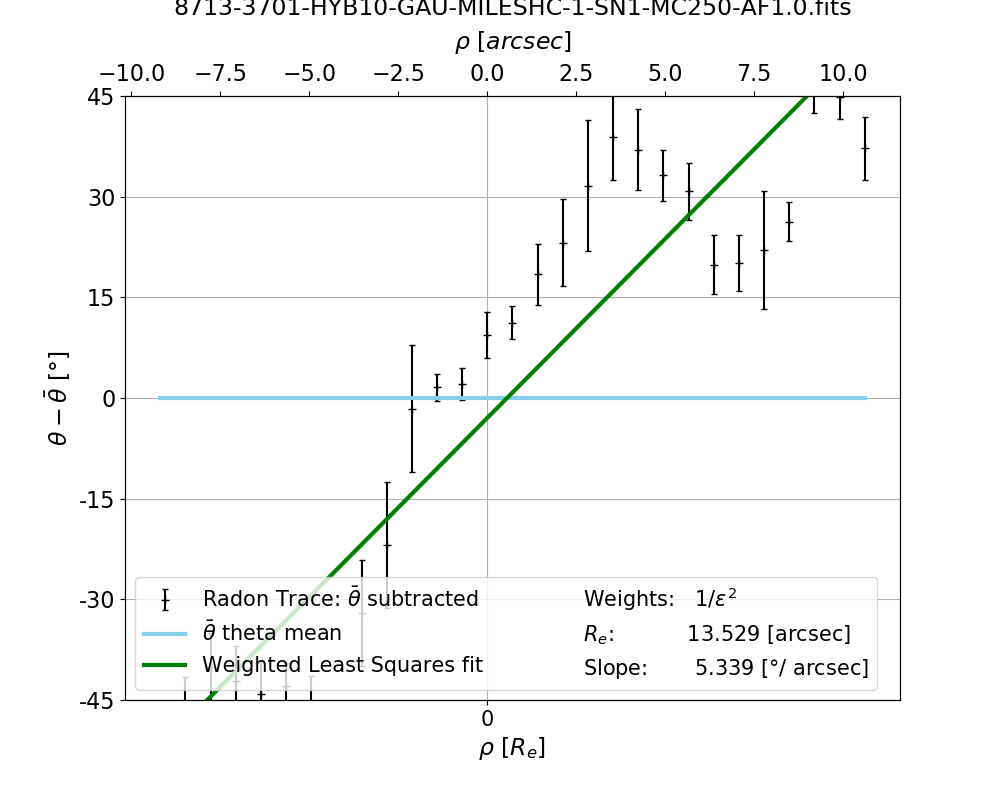 8713-3701-HYB10-GAU-MILESHC-1-SN1-MC250-AF1.0.fits
ρ [arcsec]
−10.0 −7.5 −5.0 −2.5 0.0 2.5 5.0 7.5 10.0
45
30
15
0
-15
-30
-45
θ − θ̄ [°]
Radon Trace: θ̄ subtracted
θ̄ theta mean
Weighted Least Squares fit
Weights: 1/ε²
Rₑ: 13.529 [arcsec]
Slope: 5.339 [°/ arcsec]
0
ρ [Rₑ]